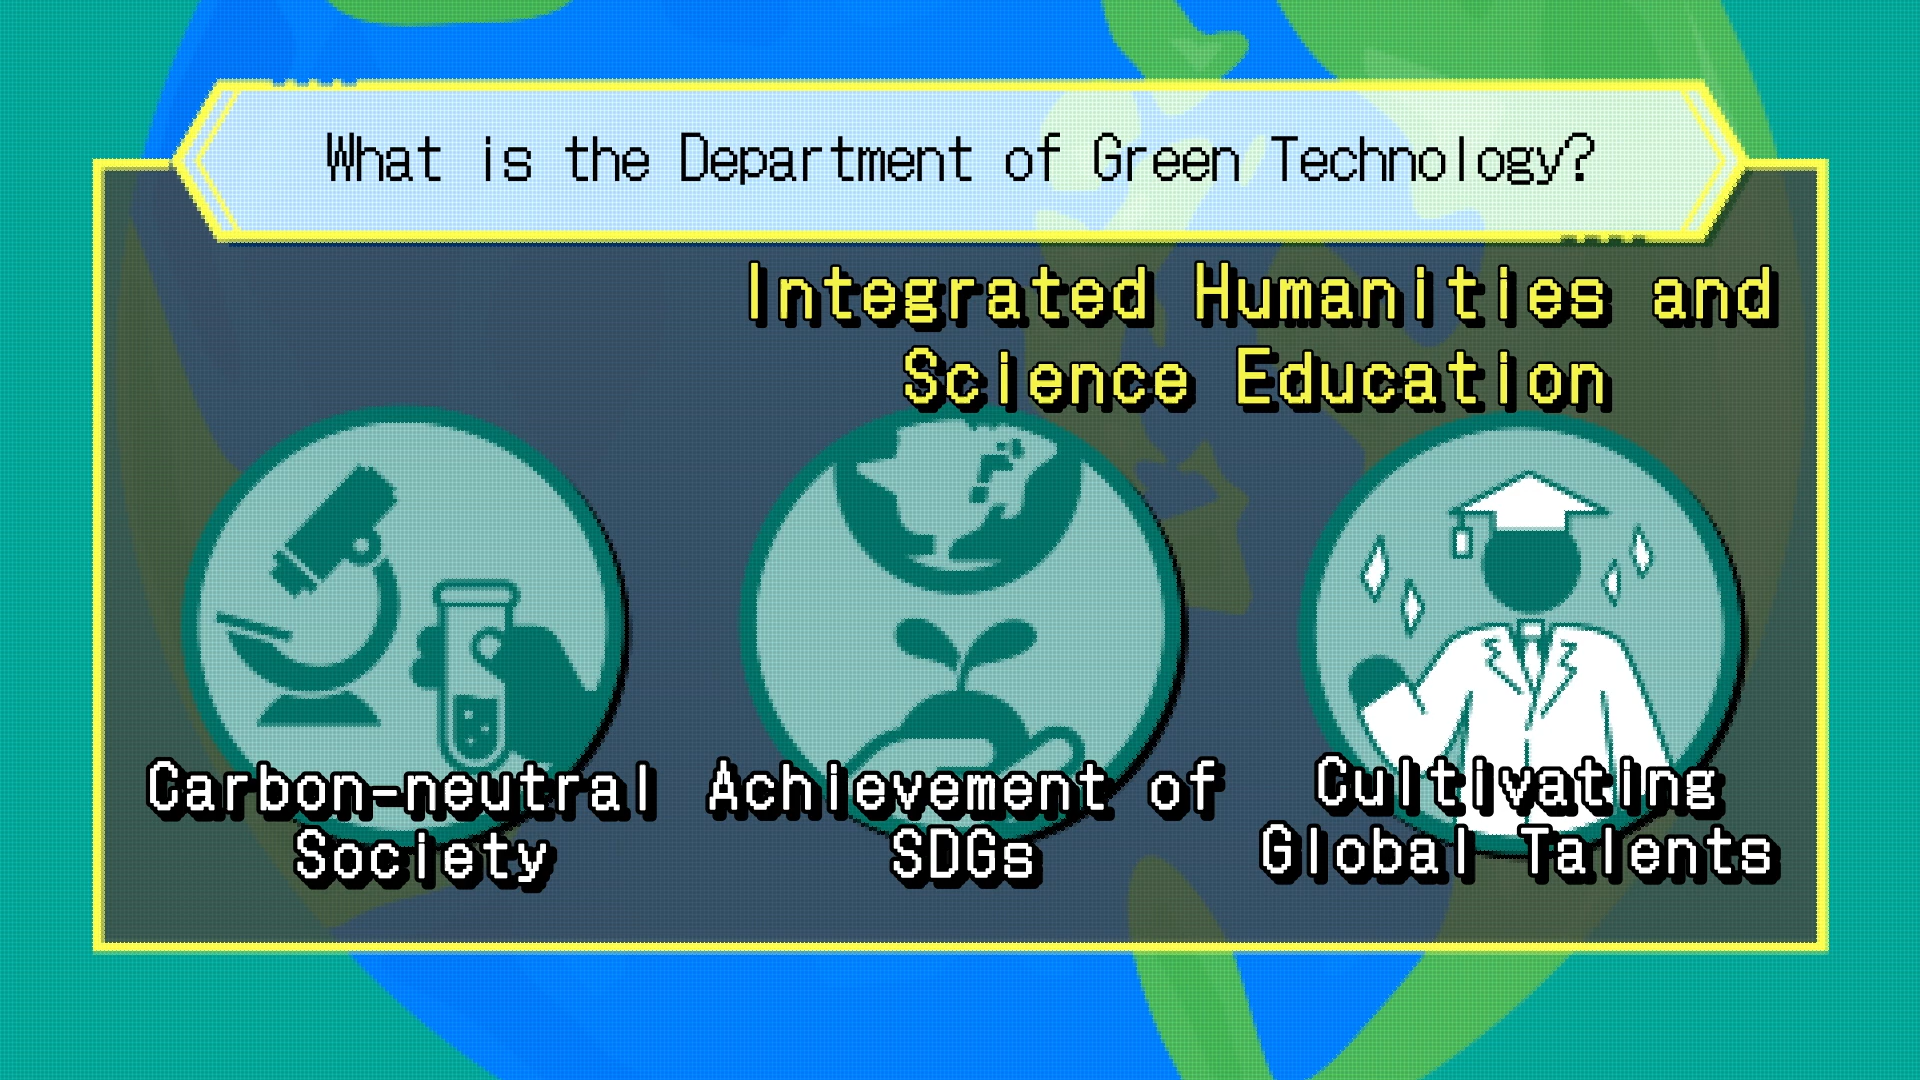 What is the Department of Green Technology?
Integrated Humanities and
Science Education
Carbon-neutral
Society
Achievement of
SDGs
Cultivating
Global Talents